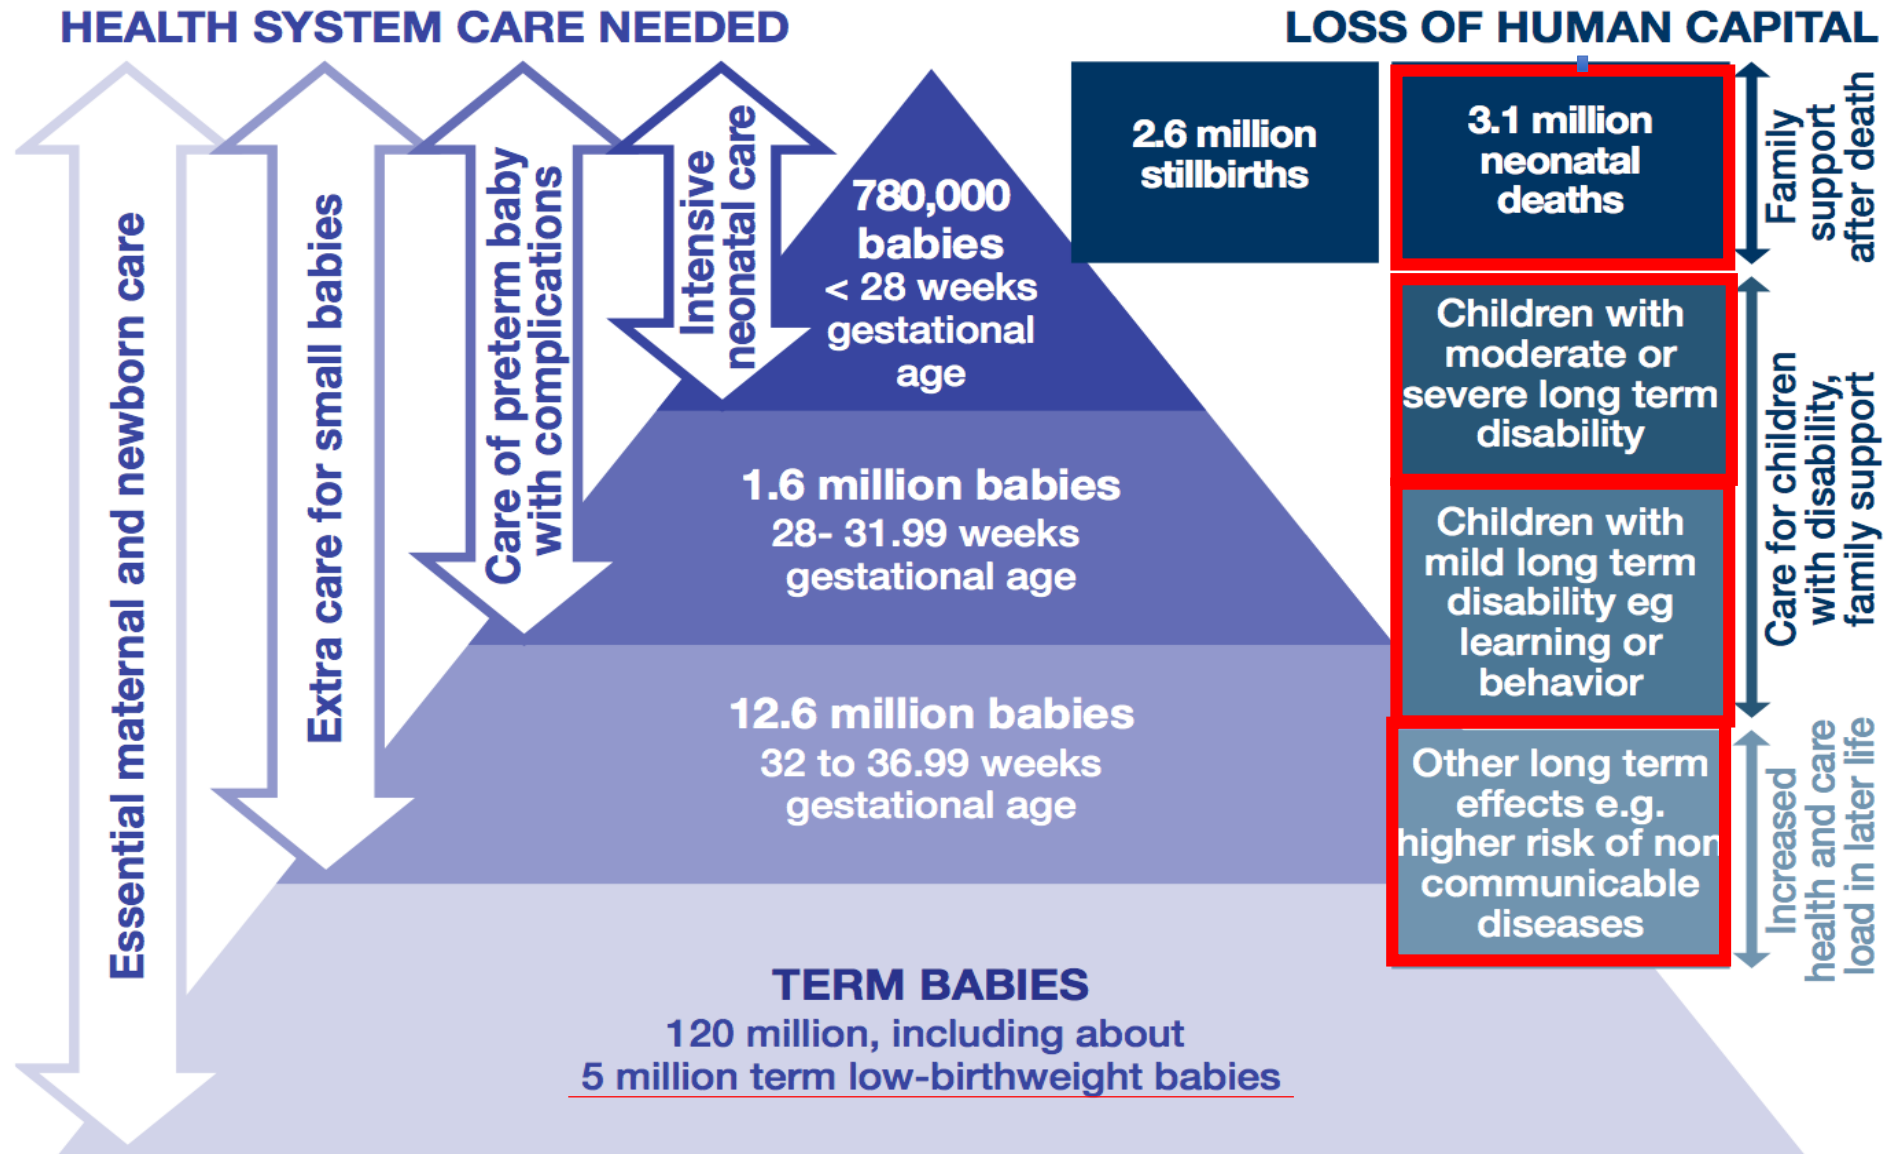 HEALTH SYSTEM CARE NEEDED
LOSS OF HUMAN CAPITAL
Essential maternal and newborn care
Extra care for small babies
Care of preterm baby
with complications
Intensive
neonatal care
780,000
babies
< 28 weeks
gestational
age
1.6 million babies
28- 31.99 weeks
gestational age
12.6 million babies
32 to 36.99 weeks
gestational age
TERM BABIES
120 million, including about
5 million term low-birthweight babies
2.6 million
stillbirths
3.1 million
neonatal
deaths
Children with
moderate or
severe long term
disability
Children with
mild long term
disability eg
learning or
behavior
Other long term
effects e.g.
higher risk of non
communicable
diseases
Family
support
after death
Care for children
with disability,
family support
Increased
health and care
load in later life